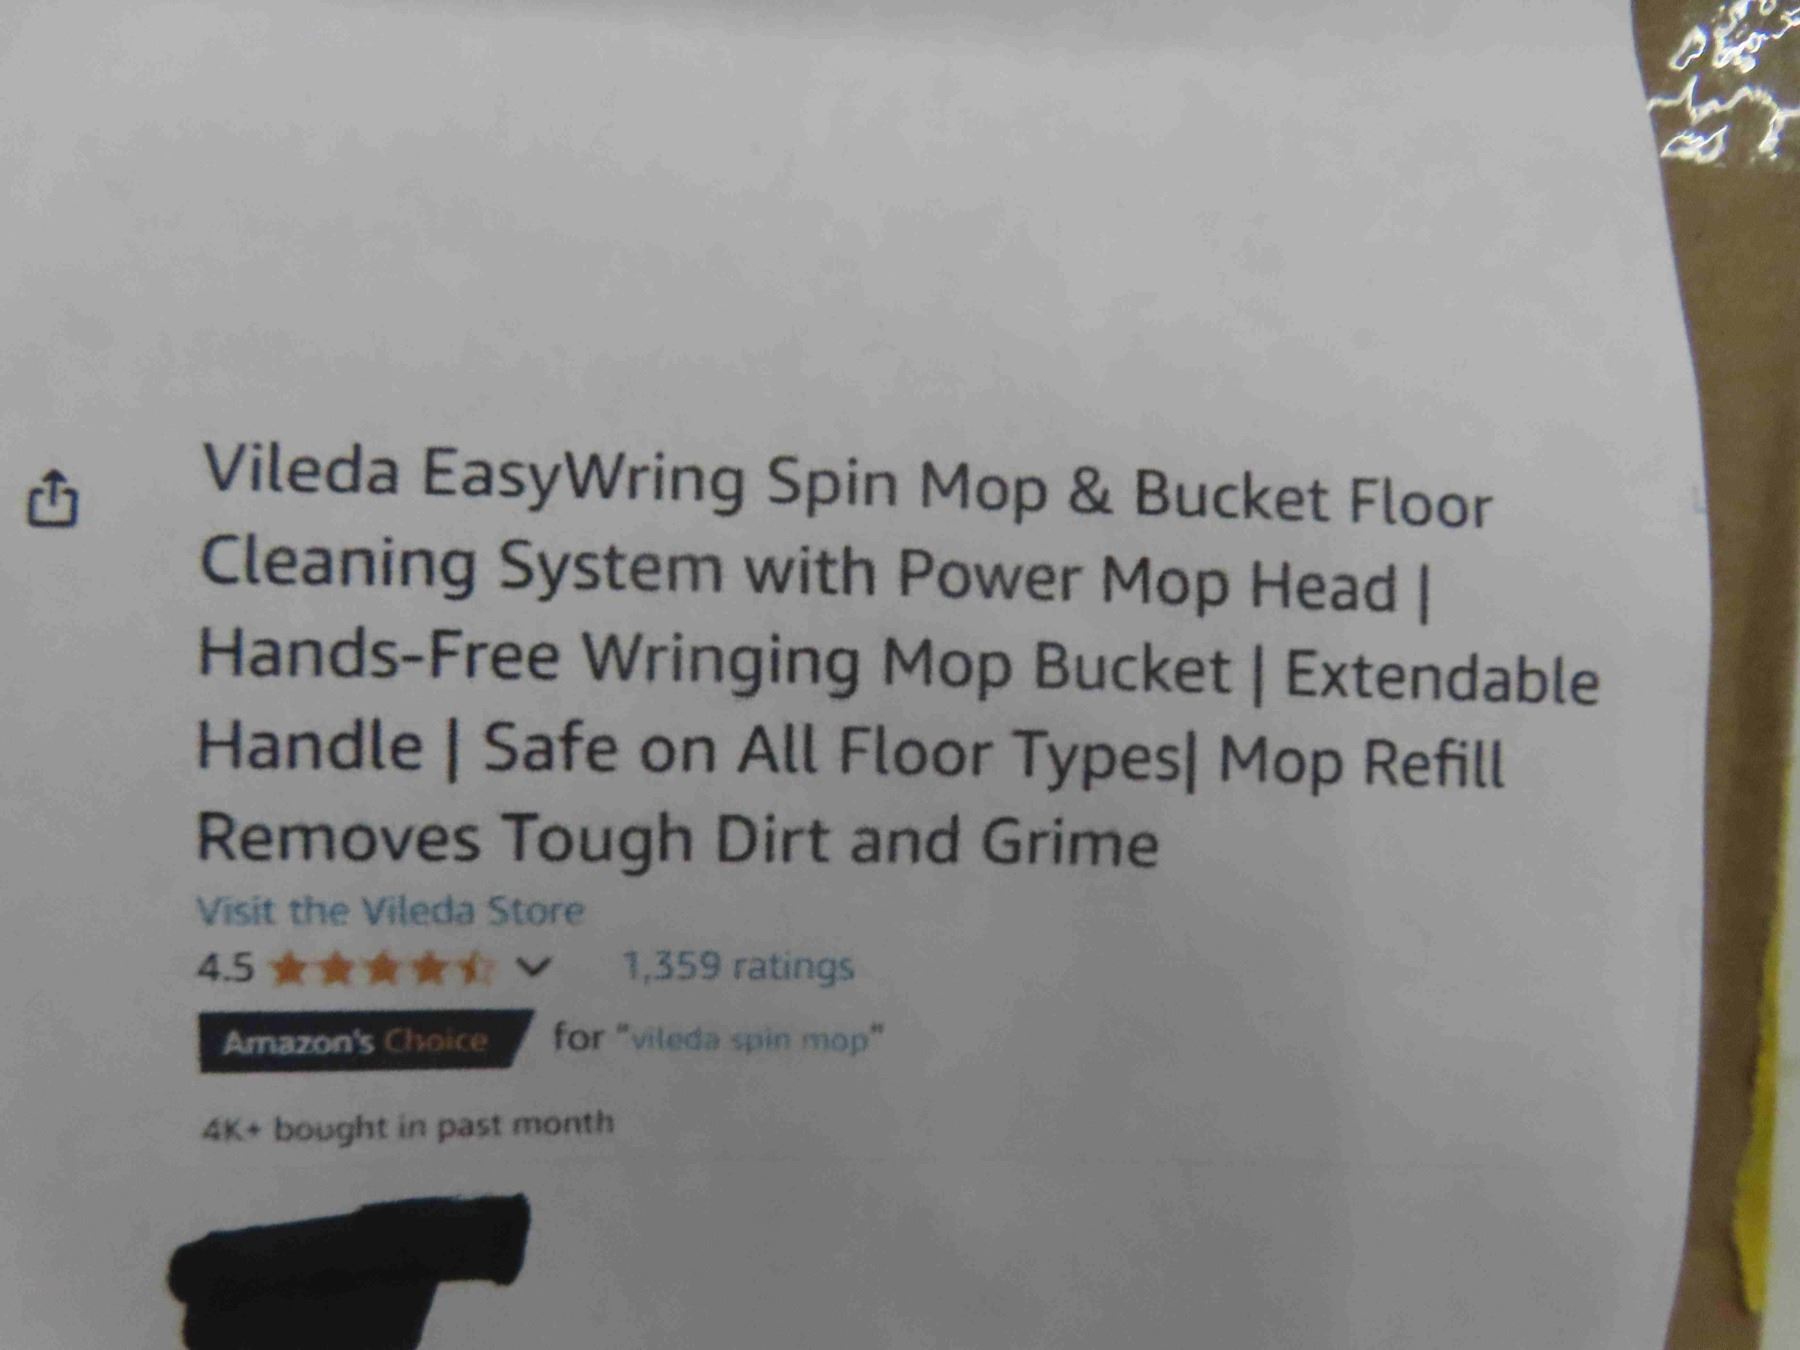 Vileda EasyWring Spin Mop & Bucket Floor
Cleaning System with Power Mop Head |
Hands-Free Wringing Mop Bucket | Extendable
Handle | Safe on All Floor Types| Mop Refill
Removes Tough Dirt and Grime
Visit the Vileda Store
4.5 1,359 ratings
Amazon's Choice for "vileda spin mop"
4K+ bought in past month